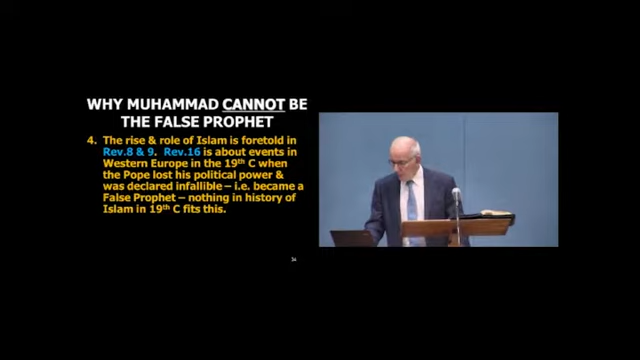 WHY MUHAMMAD CANNOT BE
THE FALSE PROPHET
4. The rise & role of Islam is foretold in
Rev.8 & 9. Rev.16 is about events in
Western Europe in the 19th C when
the Pope lost his political power &
was declared infallible – i.e. became a
False Prophet – nothing in history of
Islam in 19th C fits this.
34